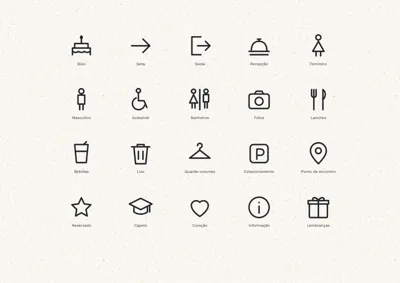 Bolo
Seta
Saída
Recepção
Feminino
Masculino
Acessível
Banheiros
Fotos
Lanches
Bebidas
Lixo
Guarda-volumes
P
Estacionamento
Ponto de encontro
Reservado
Capelo
Coração
i
Informação
Lembranças